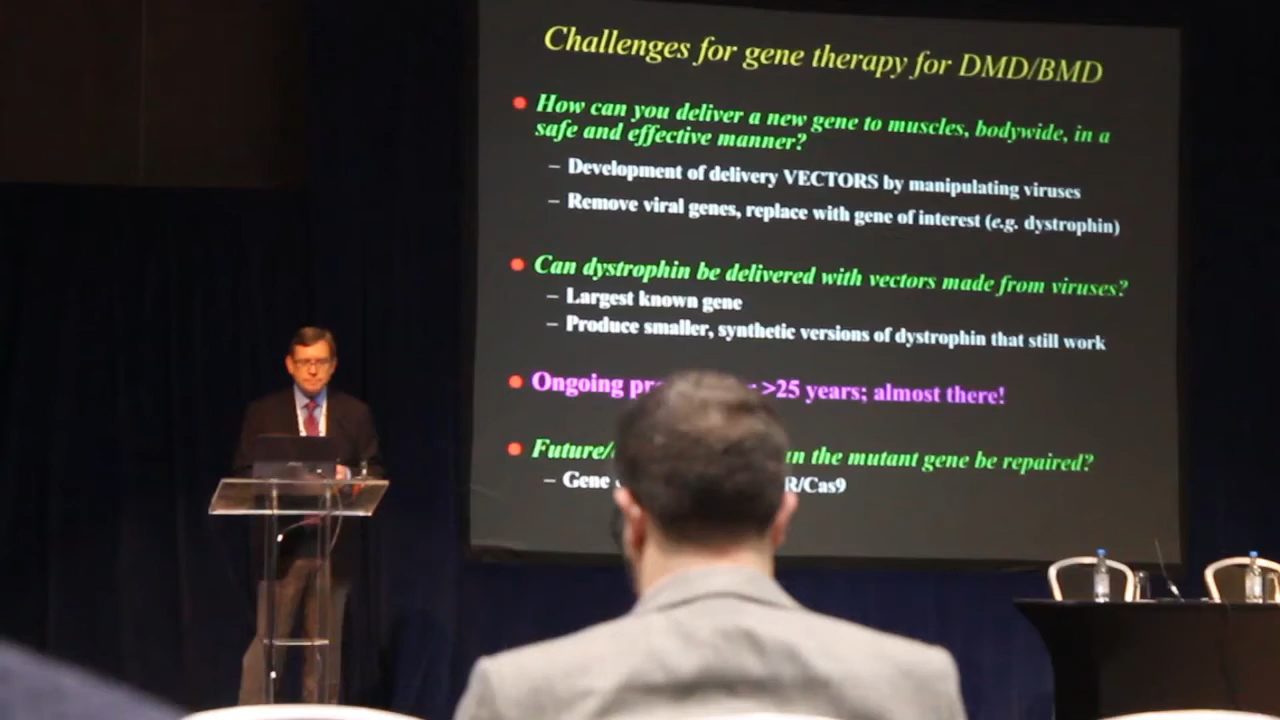 Challenges for gene therapy for DMD/BMD
How can you deliver a new gene to muscles, bodywide, in a
safe and effective manner?
– Development of delivery VECTORS by manipulating viruses
– Remove viral genes, replace with gene of interest (e.g. dystrophin)
Can dystrophin be delivered with vectors made from viruses?
– Largest known gene
– Produce smaller, synthetic versions of dystrophin that still work
Ongoing >25 years; almost there!
Future/ the mutant gene be repaired?
– Gene /Cas9